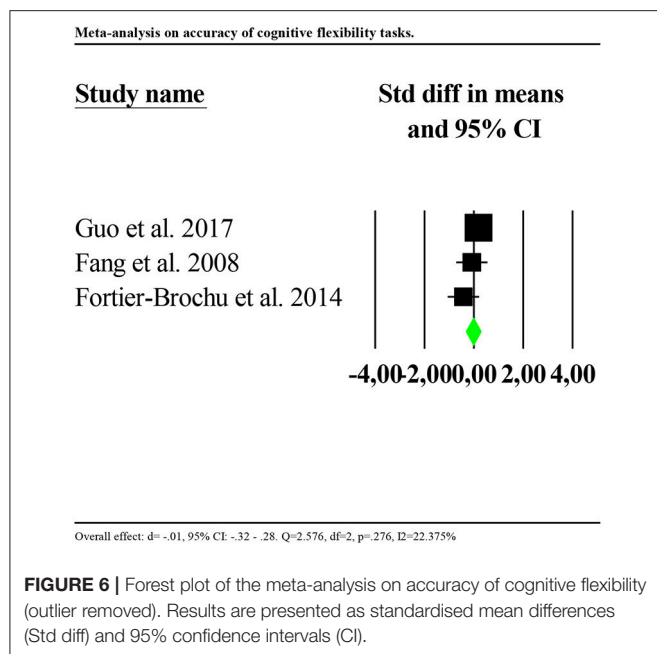 Meta-analysis on accuracy of cognitive flexibility tasks.
Study name
Std diff in means
and 95% CI
Guo et al. 2017
Fang et al. 2008
Fortier-Brochu et al. 2014
-4,00-2,000,00 2,00 4,00
Overall effect: d= -.01, 95% CI: -.32 - .28. Q=2.576, df=2, p=.276, I2=22.375%
FIGURE 6 | Forest plot of the meta-analysis on accuracy of cognitive flexibility
(outlier removed). Results are presented as standardised mean differences
(Std diff) and 95% confidence intervals (CI).